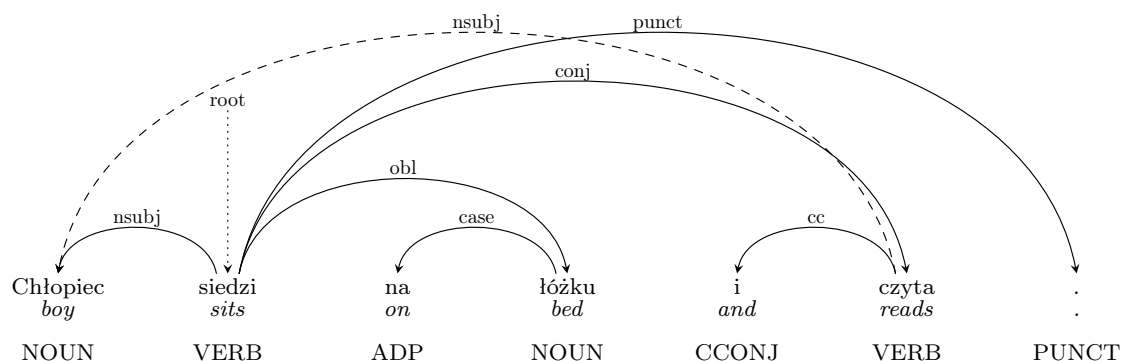 nsubj punct
conj
root
obl
nsubj case cc
Chłopiec siedzi na łóżku i czyta .
boy sits on bed and reads .
NOUN VERB ADP NOUN CCONJ VERB PUNCT